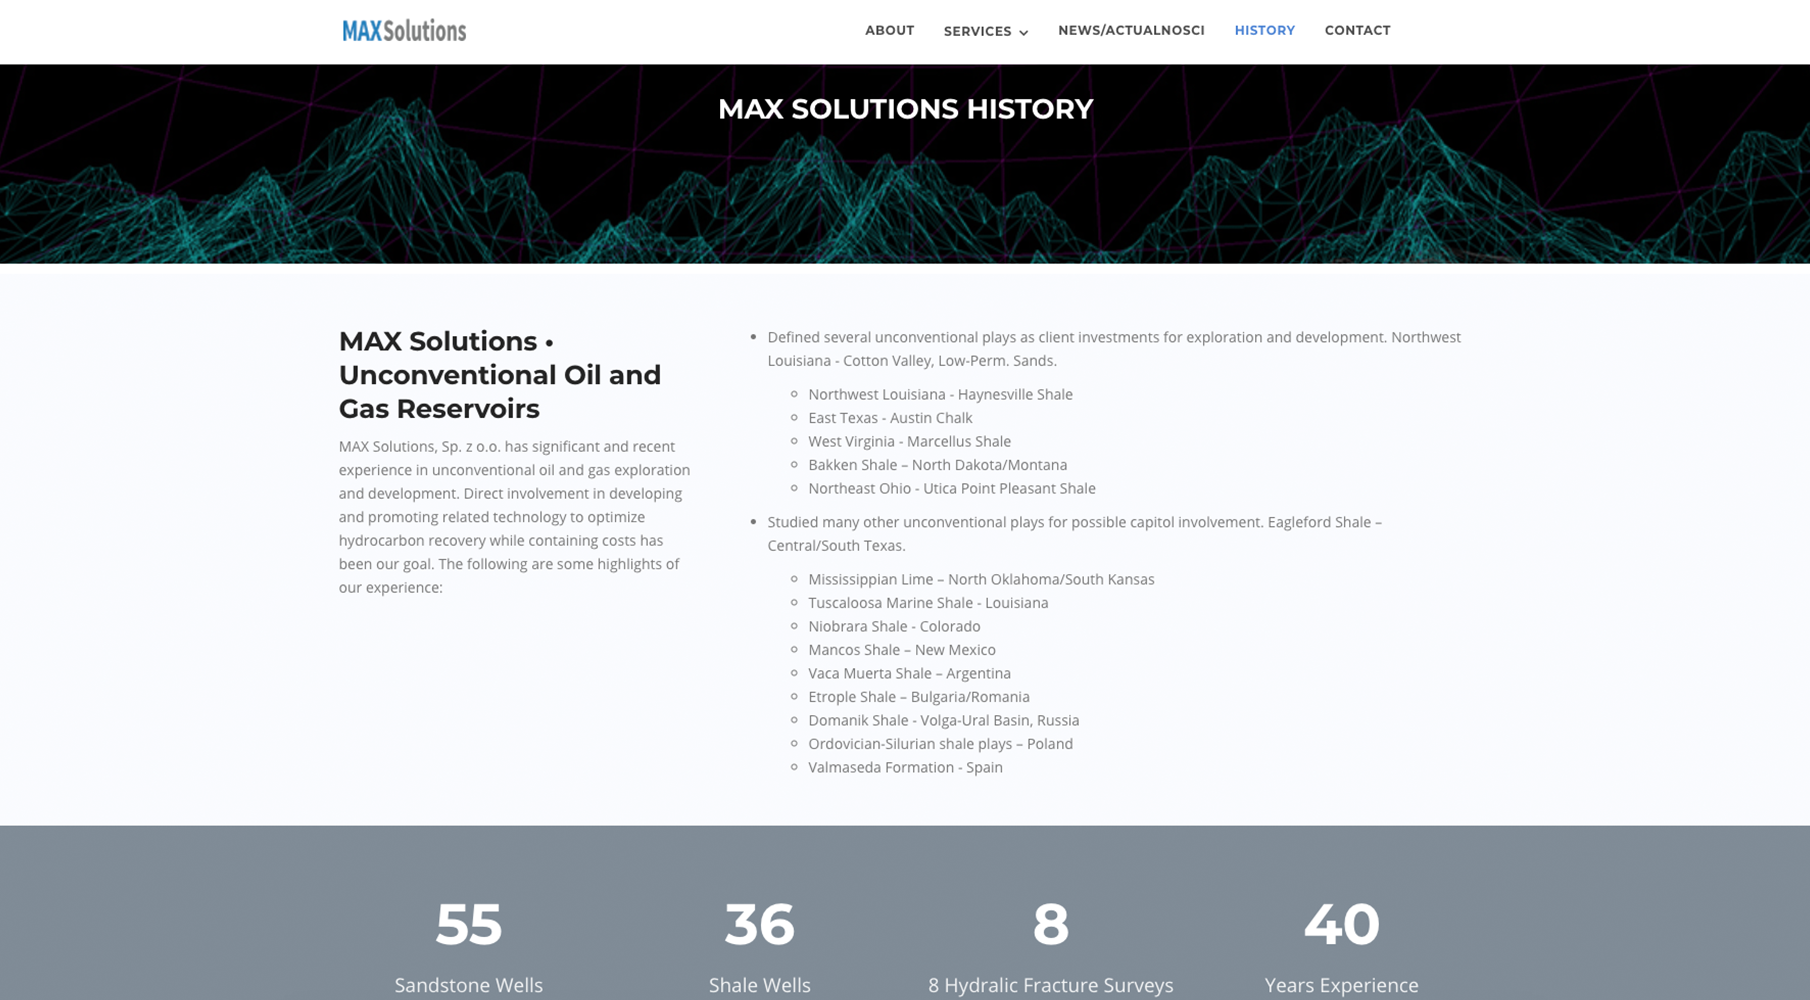 MAXSolutions
ABOUT
SERVICES
NEWS/ACTUALNOSCI
HISTORY
CONTACT
MAX SOLUTIONS HISTORY
MAX Solutions •
Unconventional Oil and
Gas Reservoirs
MAX Solutions, Sp. z o.o. has significant and recent
experience in unconventional oil and gas exploration
and development. Direct involvement in developing
and promoting related technology to optimize
hydrocarbon recovery while containing costs has
been our goal. The following are some highlights of
our experience:
Defined several unconventional plays as client investments for exploration and development. Northwest
Louisiana - Cotton Valley, Low-Perm. Sands.
Northwest Louisiana - Haynesville Shale
East Texas - Austin Chalk
West Virginia - Marcellus Shale
Bakken Shale – North Dakota/Montana
Northeast Ohio - Utica Point Pleasant Shale
Studied many other unconventional plays for possible capitol involvement. Eagleford Shale –
Central/South Texas.
Mississippian Lime – North Oklahoma/South Kansas
Tuscaloosa Marine Shale - Louisiana
Niobrara Shale - Colorado
Mancos Shale – New Mexico
Vaca Muerta Shale – Argentina
Etrople Shale – Bulgaria/Romania
Domanik Shale - Volga-Ural Basin, Russia
Ordovician-Silurian shale plays – Poland
Valmaseda Formation - Spain
55
Sandstone Wells
36
Shale Wells
8
8 Hydralic Fracture Surveys
40
Years Experience